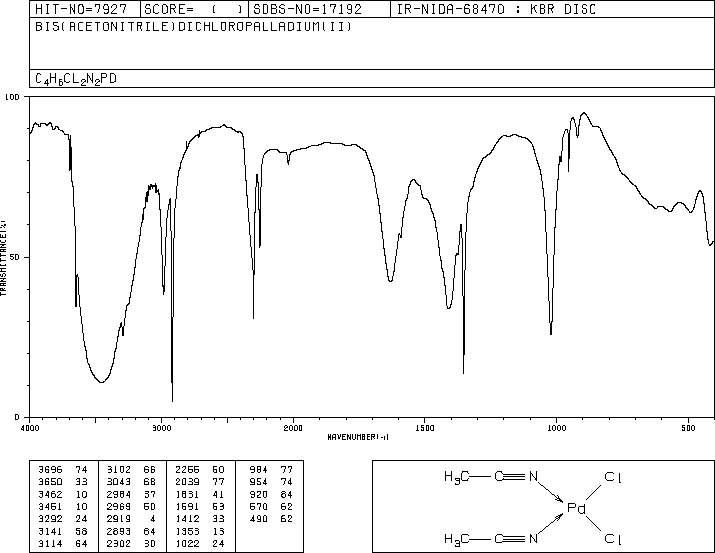 HIT-NO=7927 SCORE= ( ) SDBS-NO=17192 IR-NIDA-68470 : KBR DISC
BIS(ACETONITRILE)DICHLOROPALLADIUM(II)
C4H6CL2N2PD
100
50
0
TRANSMITTANCE(%)
4000 3000 2000 1500 1000 500
WAVENUMBER(-1)
3696 74 3102 66 2266 60 984 77
3650 33 3043 68 2039 77 954 74
3462 10 2984 37 1631 41 920 84
3451 10 2969 60 1591 53 670 62
3292 24 2919 4 1412 33 490 62
3141 58 2893 64 1353 13
3114 64 2302 30 1022 24
H3C C N
Pd
Cl
Cl
H3C C N